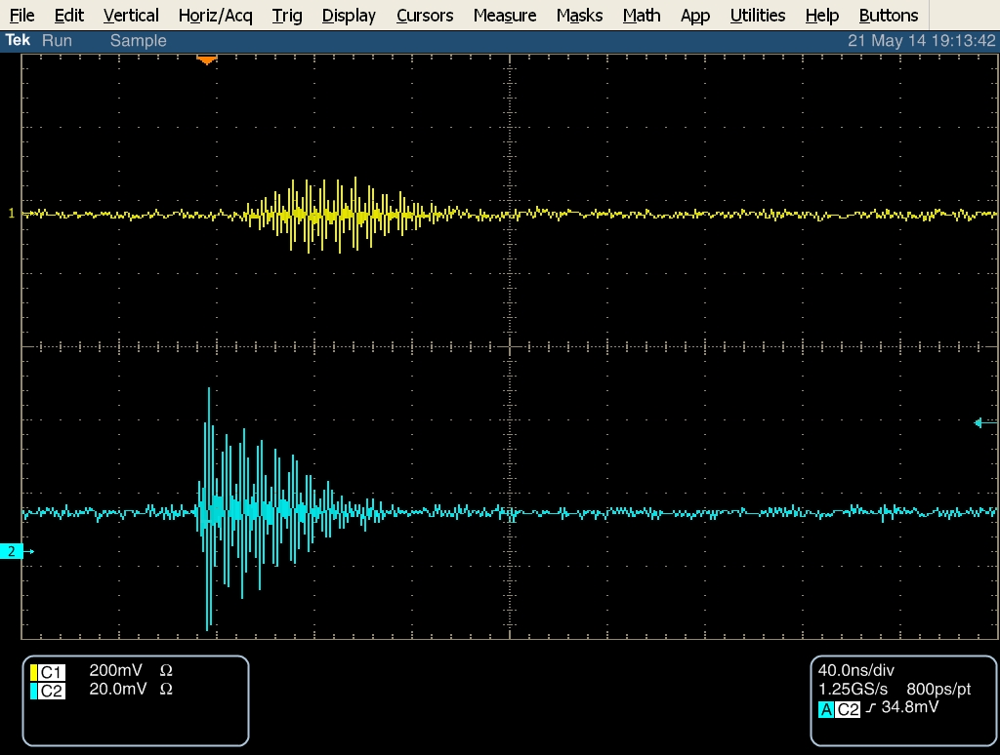 File Edit Vertical Horiz/Acq Trig Display Cursors Measure Masks Math App Utilities Help Buttons
Tek Run Sample 21 May 14 19:13:42
1
2
C1 200mV Ω
C2 20.0mV Ω
40.0ns/div
1.25GS/s 800ps/pt
A C2 ⨍ 34.8mV